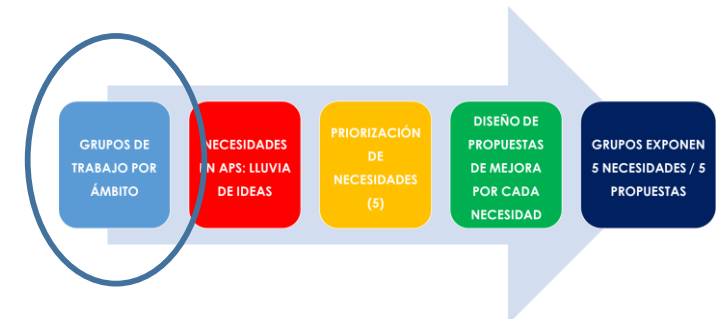 GRUPOS DE
TRABAJO POR
ÁMBITO
NECESIDADES
EN APS: LLUVIA
DE IDEAS
PRIORIZACIÓN
DE
NECESIDADES
(5)
DISEÑO DE
PROPUESTAS
DE MEJORA
POR CADA
NECESIDAD
GRUPOS EXPONEN
5 NECESIDADES / 5
PROPUESTAS